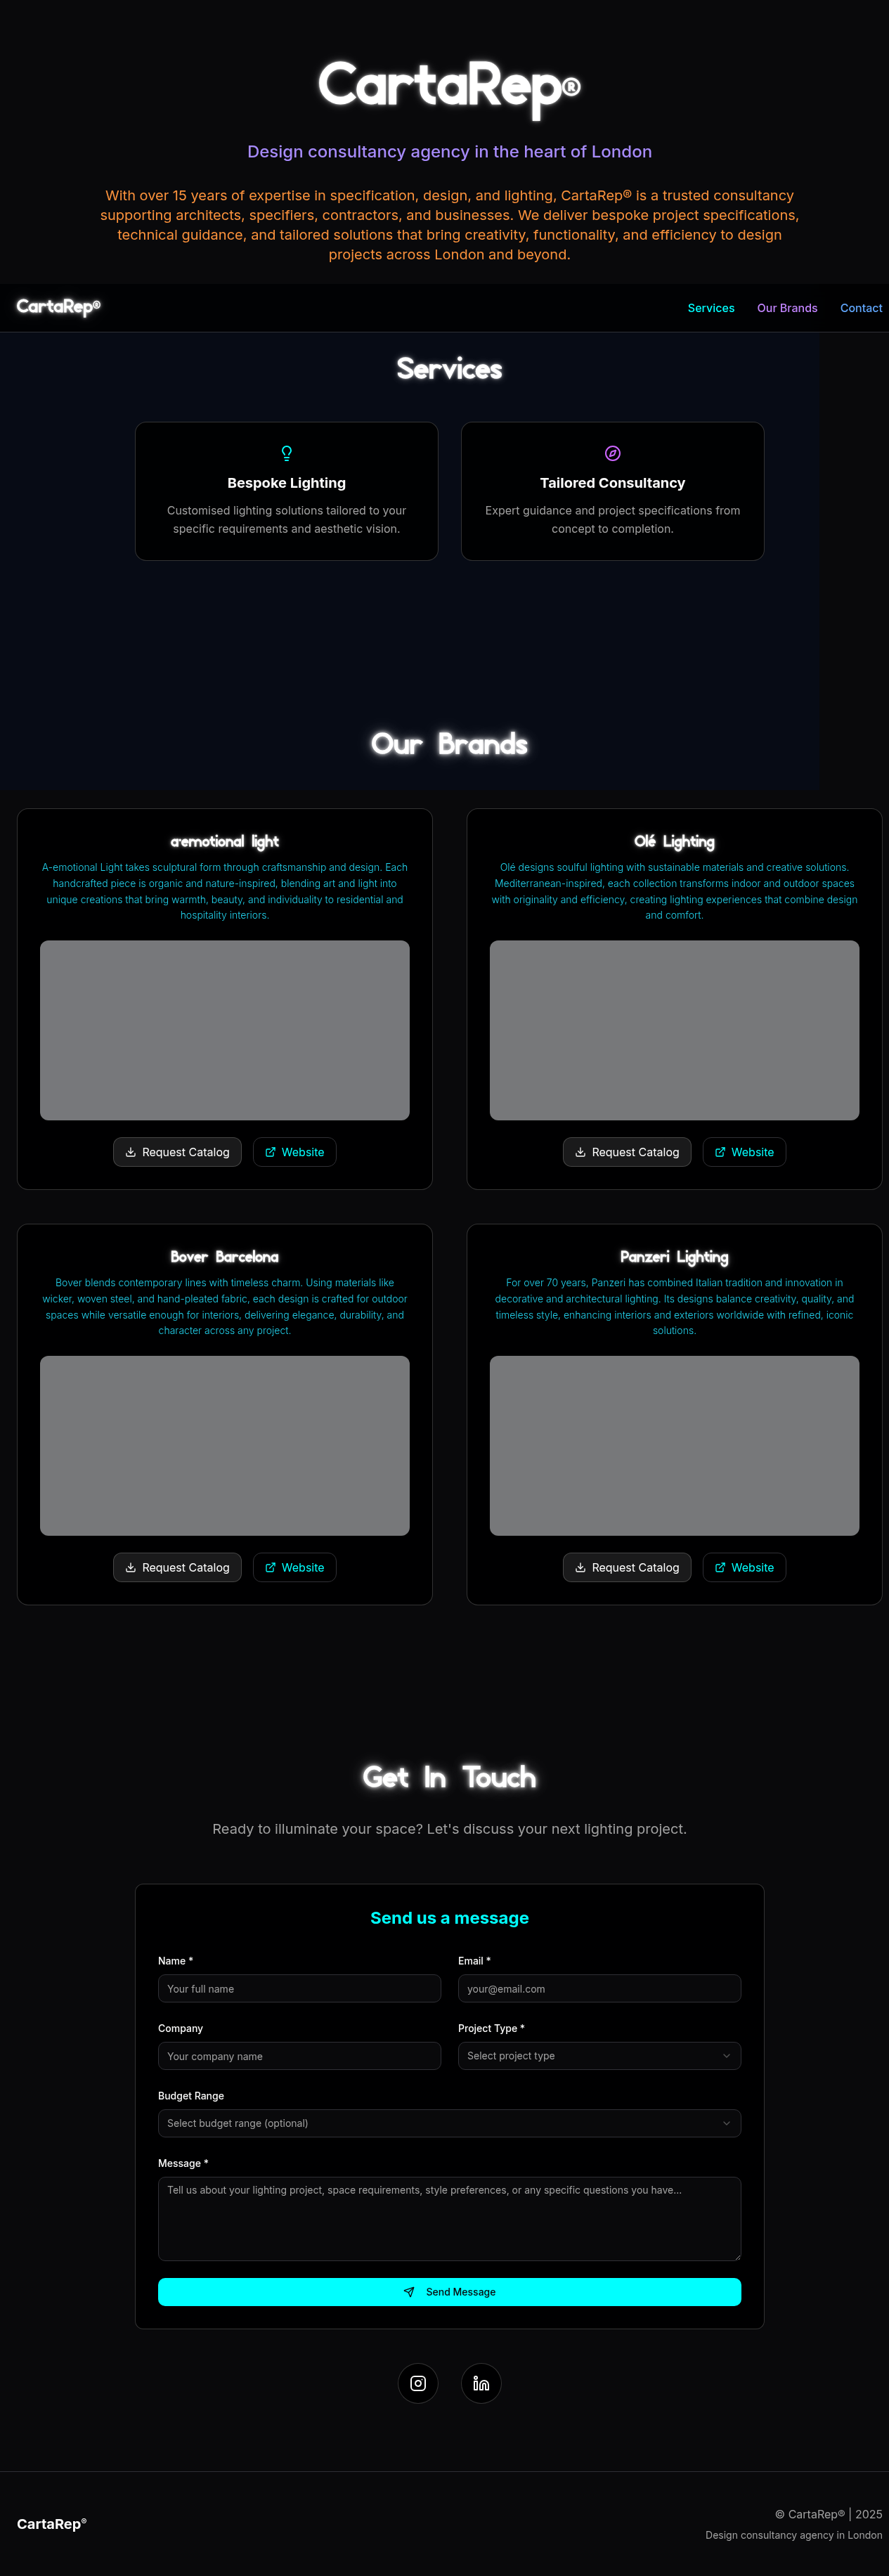 CartaRep®
Design consultancy agency in the heart of London
With over 15 years of expertise in specification, design, and lighting, CartaRep® is a trusted consultancy
supporting architects, specifiers, contractors, and businesses. We deliver bespoke project specifications,
technical guidance, and tailored solutions that bring creativity, functionality, and efficiency to design
projects across London and beyond.
CartaRep® Services Our Brands Contact
Services
Bespoke Lighting
Customised lighting solutions tailored to your
specific requirements and aesthetic vision.
Tailored Consultancy
Expert guidance and project specifications from
concept to completion.
Our Brands
a-emotional light
A-emotional Light takes sculptural form through craftsmanship and design. Each
handcrafted piece is organic and nature-inspired, blending art and light into
unique creations that bring warmth, beauty, and individuality to residential and
hospitality interiors.
Request Catalog Website
Olé Lighting
Olé designs soulful lighting with sustainable materials and creative solutions.
Mediterranean-inspired, each collection transforms indoor and outdoor spaces
with originality and efficiency, creating lighting experiences that combine design
and comfort.
Request Catalog Website
Bover Barcelona
Bover blends contemporary lines with timeless charm. Using materials like
wicker, woven steel, and hand-pleated fabric, each design is crafted for outdoor
spaces while versatile enough for interiors, delivering elegance, durability, and
character across any project.
Request Catalog Website
Panzeri Lighting
For over 70 years, Panzeri has combined Italian tradition and innovation in
decorative and architectural lighting. Its designs balance creativity, quality, and
timeless style, enhancing interiors and exteriors worldwide with refined, iconic
solutions.
Request Catalog Website
Get In Touch
Ready to illuminate your space? Let's discuss your next lighting project.
Send us a message
Name * Email *
Your full name your@email.com
Company Project Type *
Your company name Select project type
Budget Range
Select budget range (optional)
Message *
Tell us about your lighting project, space requirements, style preferences, or any specific questions you have...
Send Message
CartaRep®
© CartaRep® | 2025
Design consultancy agency in London